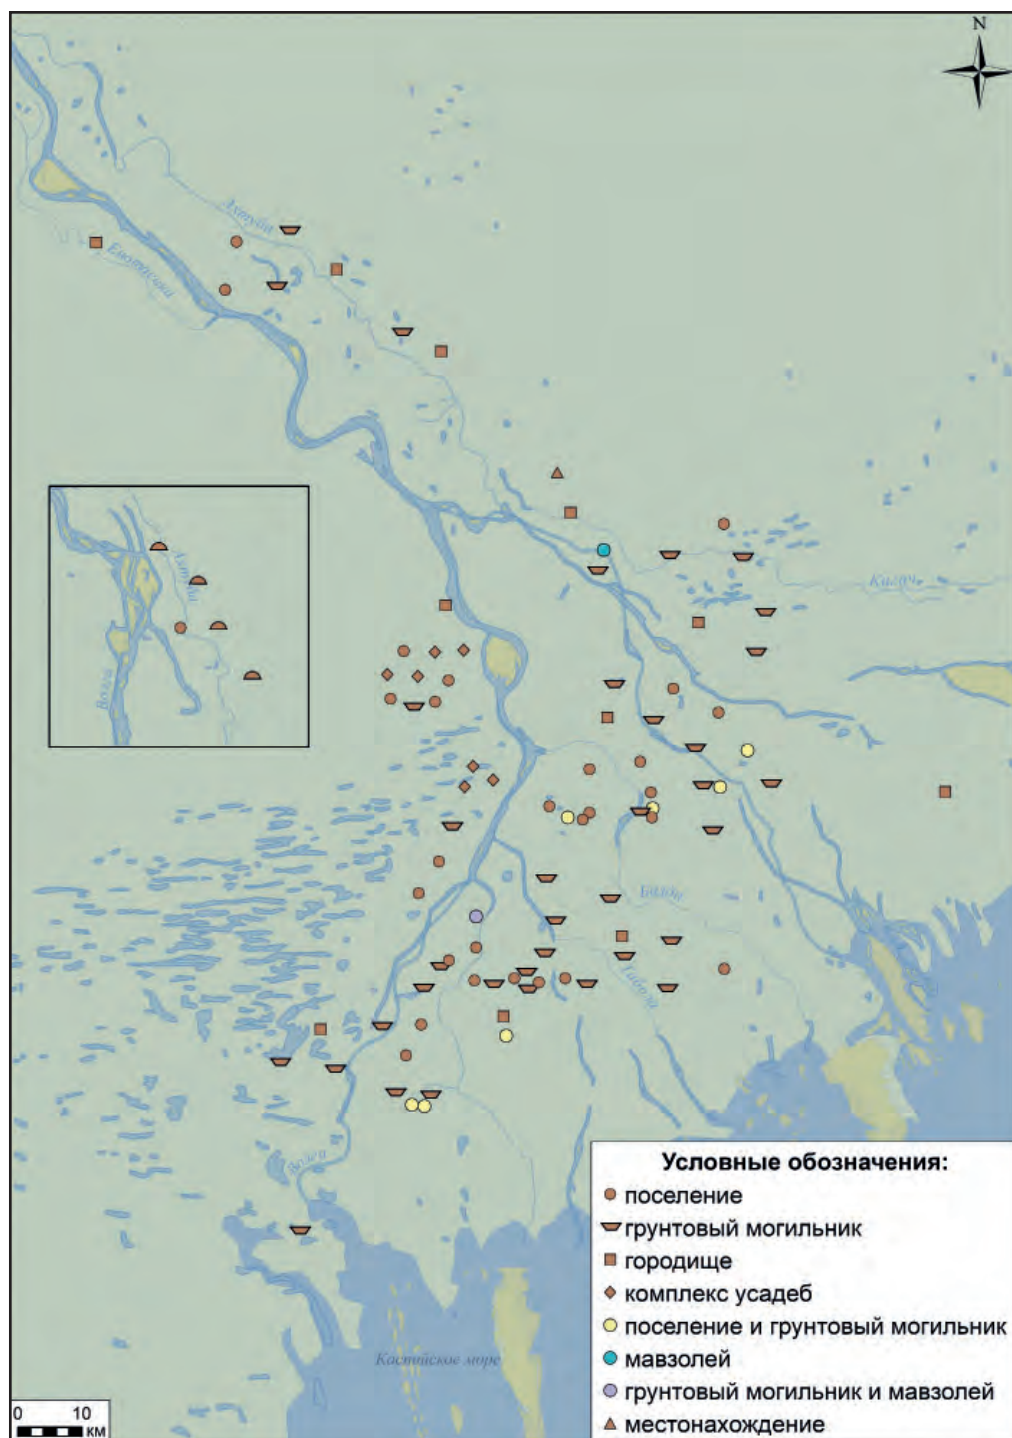 N
Ахтуба
Енотаевка
Ахтуба
Волга
Кигач
Болда
Табола
Волга
Каспийское море
Условные обозначения:
поселение
грунтовый могильник
городище
комплекс усадеб
поселение и грунтовый могильник
мавзолей
грунтовый могильник и мавзолей
местонахождение
0 10
км